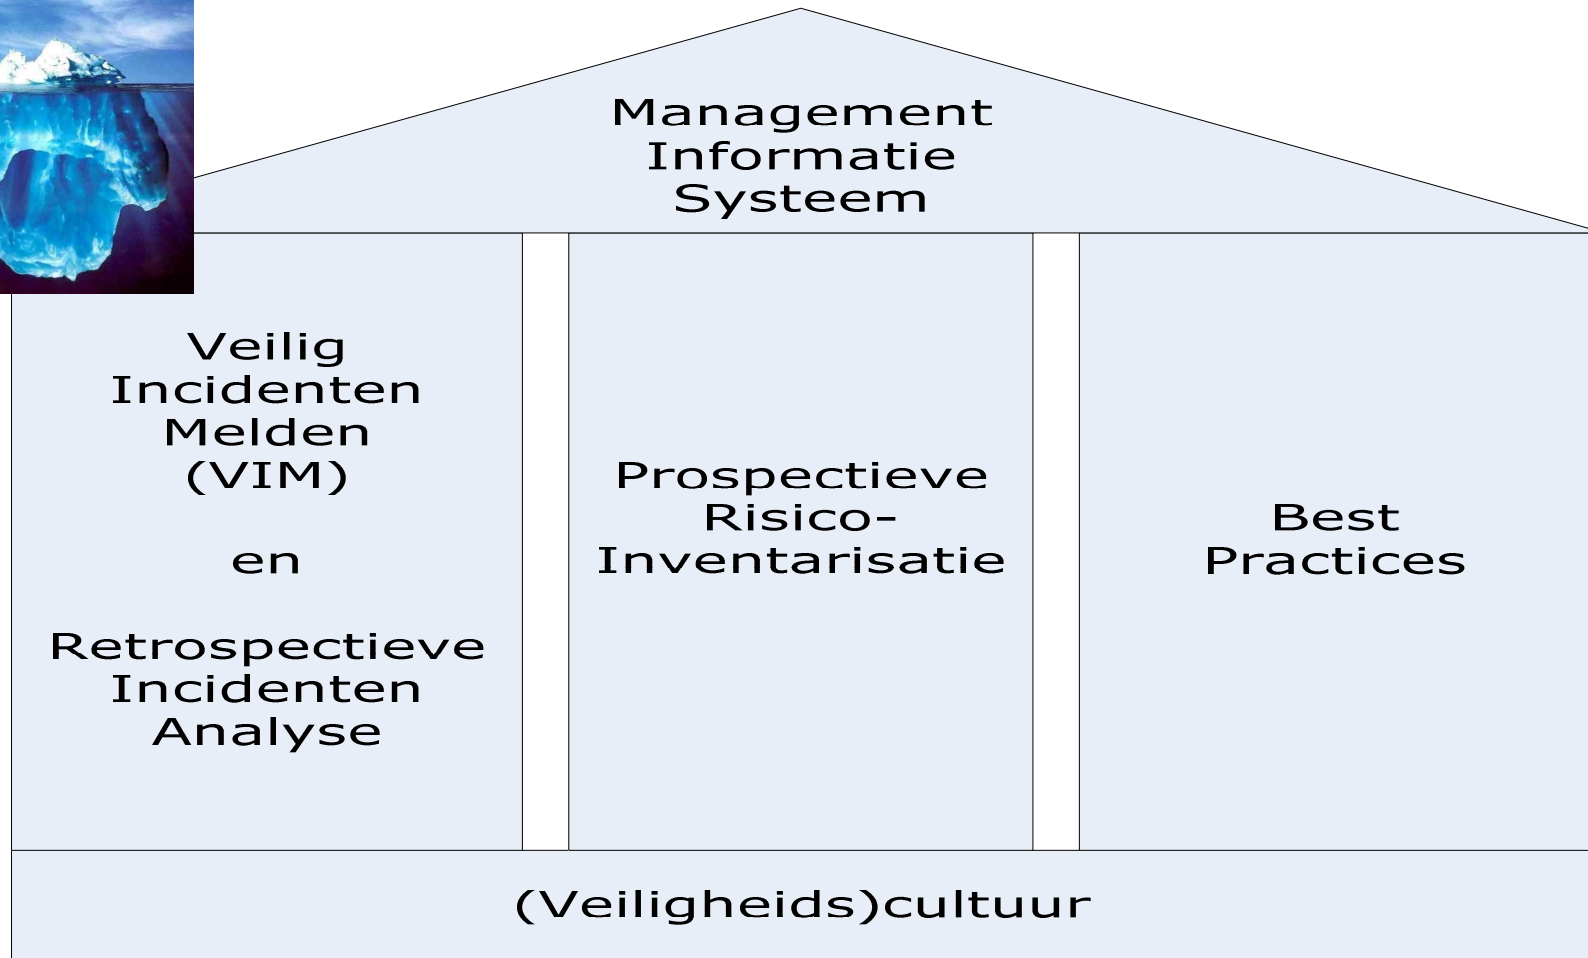 Management
Informatie
Systeem
Veilig
Incidenten
Melden
(VIM)
en
Retrospectieve
Incidenten
Analyse
Prospectieve
Risico-
Inventarisatie
Best
Practices
(Veiligheids)cultuur